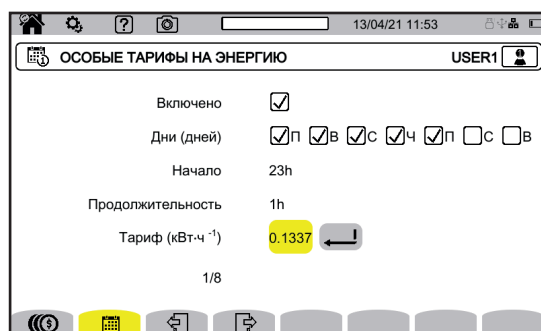 13/04/21 11:53
ОСОБЫЕ ТАРИФЫ НА ЭНЕРГИЮ USER1
Включено
Дни (дней) П В С Ч П С В
Начало 23h
Продолжительность 1h
Тариф (кВт·ч -1) 0.1337
1/8